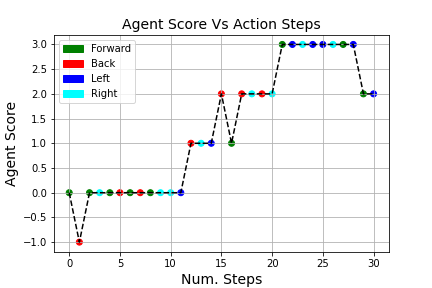 Agent Score Vs Action Steps
Agent Score
3.0
2.5
2.0
1.5
1.0
0.5
0.0
−0.5
−1.0
Forward
Back
Left
Right
0 5 10 15 20 25 30
Num. Steps